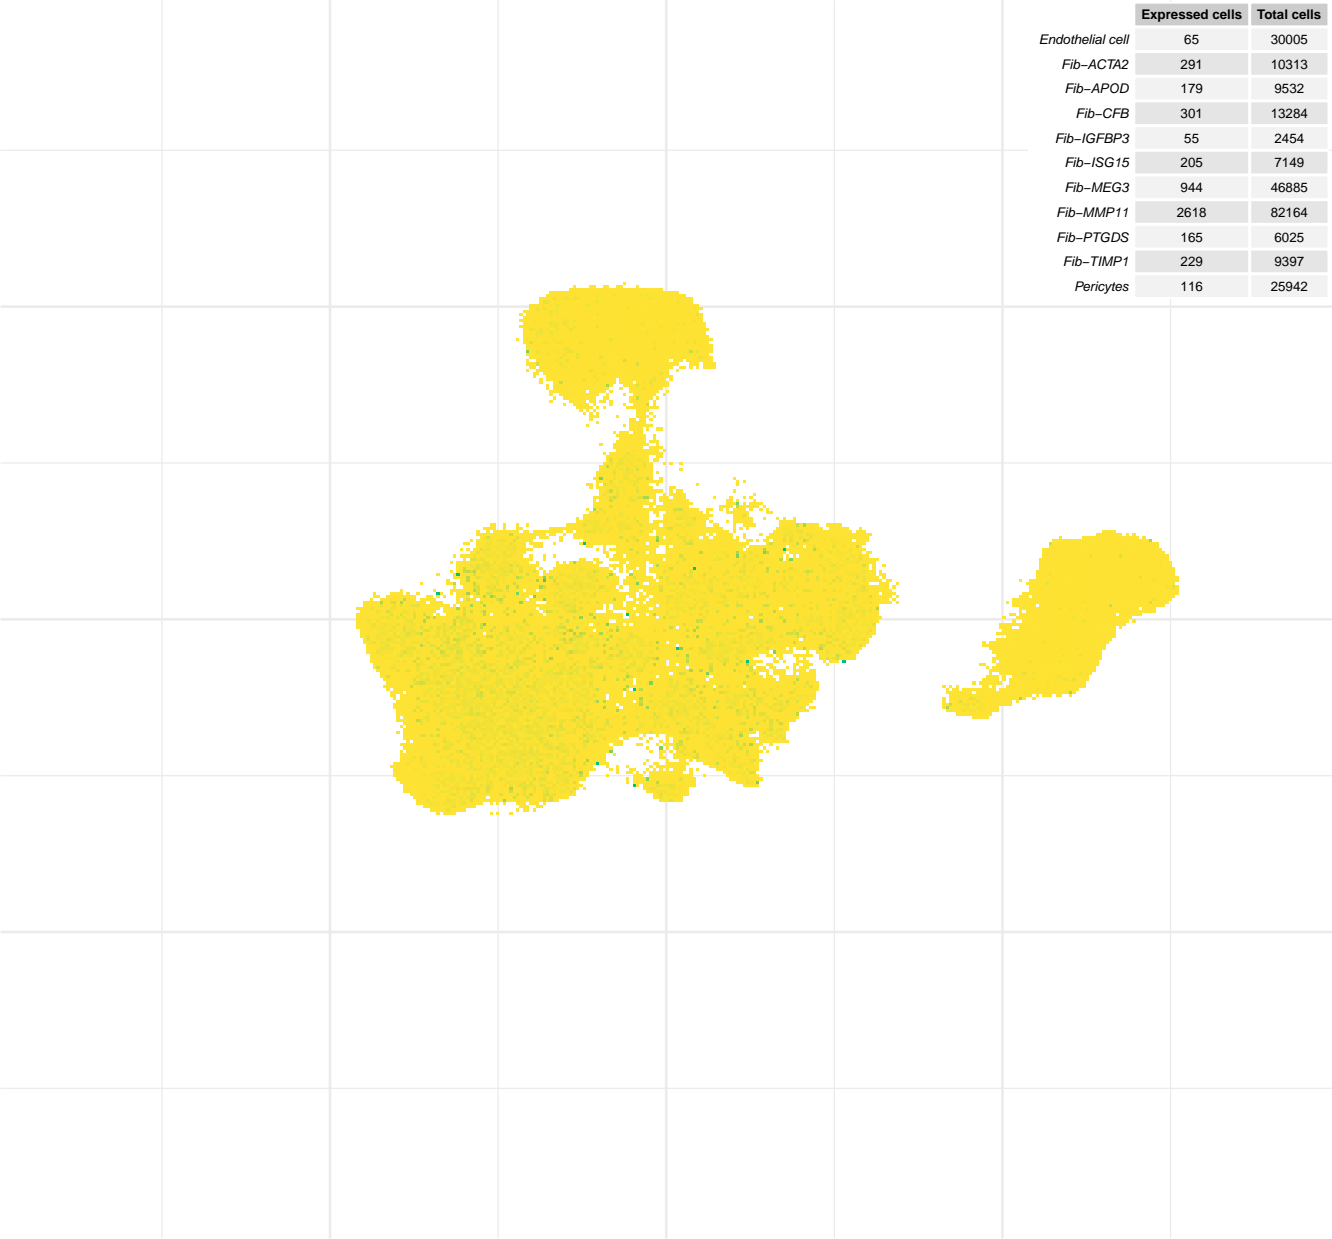 Expressed cells Total cells
Endothelial cell 65 30005
Fib−ACTA2 291 10313
Fib−APOD 179 9532
Fib−CFB 301 13284
Fib−IGFBP3 55 2454
Fib−ISG15 205 7149
Fib−MEG3 944 46885
Fib−MMP11 2618 82164
Fib−PTGDS 165 6025
Fib−TIMP1 229 9397
Pericytes 116 25942